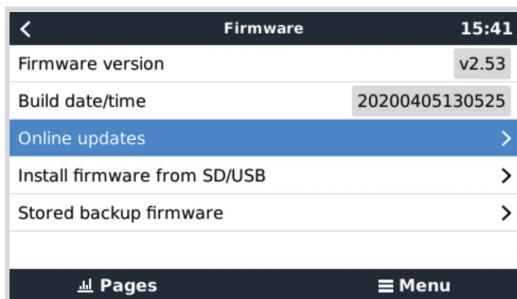 Firmware 15:41
Firmware version v2.53
Build date/time 20200405130525
Online updates
Install firmware from SD/USB
Stored backup firmware
Pages Menu